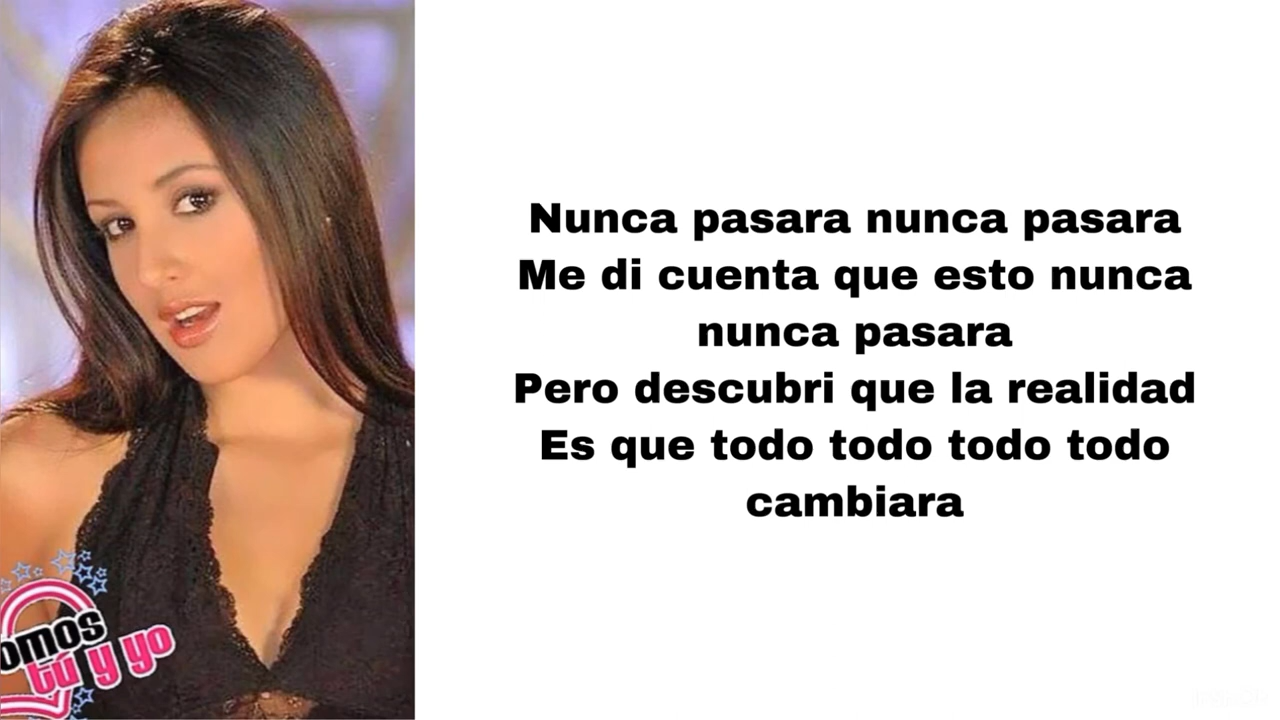 Nunca pasara nunca pasara
Me di cuenta que esto nunca
nunca pasara
Pero descubri que la realidad
Es que todo todo todo todo
cambiara
omos
tú y yo